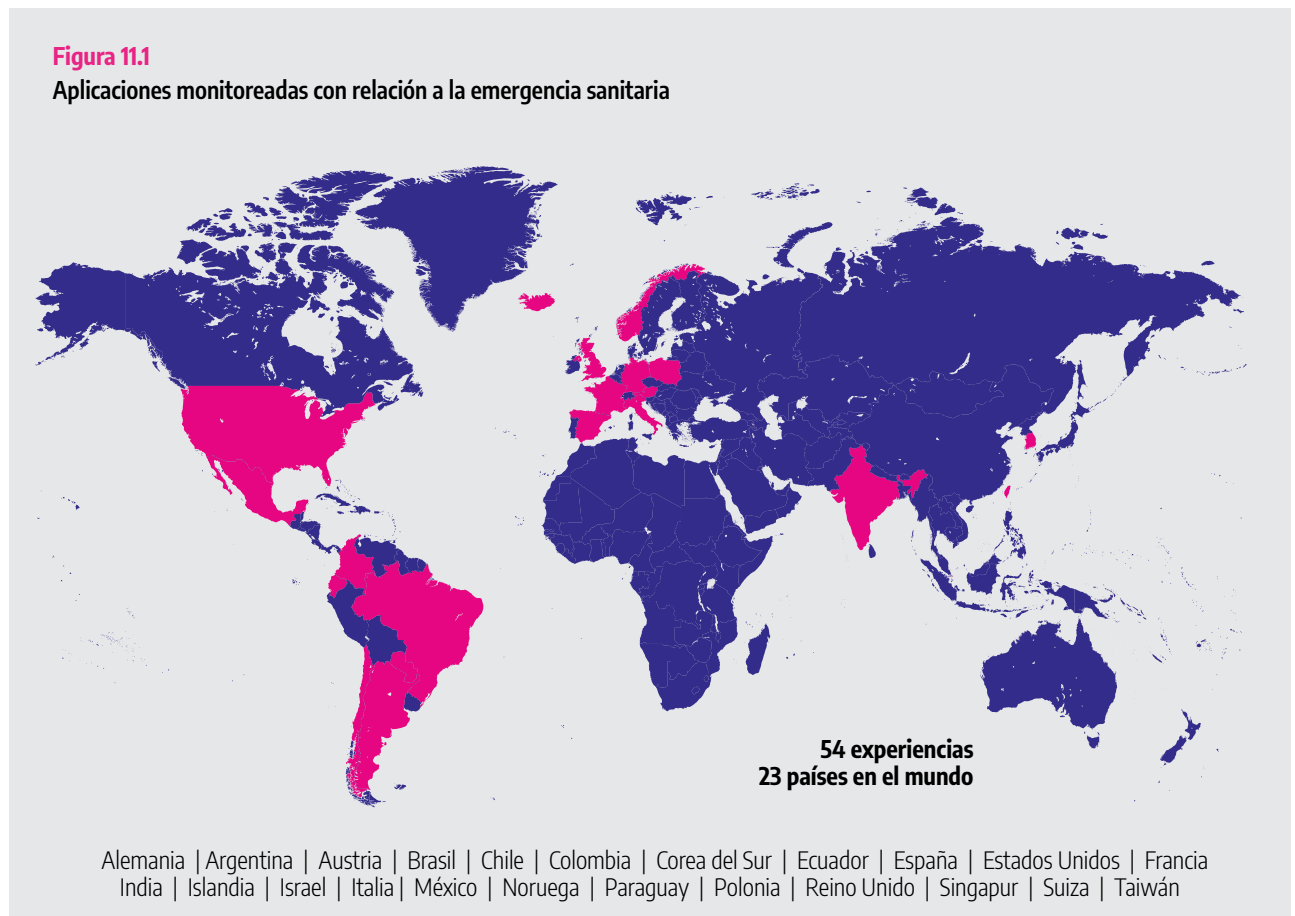 Figura 11.1
Aplicaciones monitoreadas con relación a la emergencia sanitaria
54 experiencias
23 países en el mundo
Alemania | Argentina | Austria | Brasil | Chile | Colombia | Corea del Sur | Ecuador | España | Estados Unidos | Francia
India | Islandia | Israel | Italia | México | Noruega | Paraguay | Polonia | Reino Unido | Singapur | Suiza | Taiwán